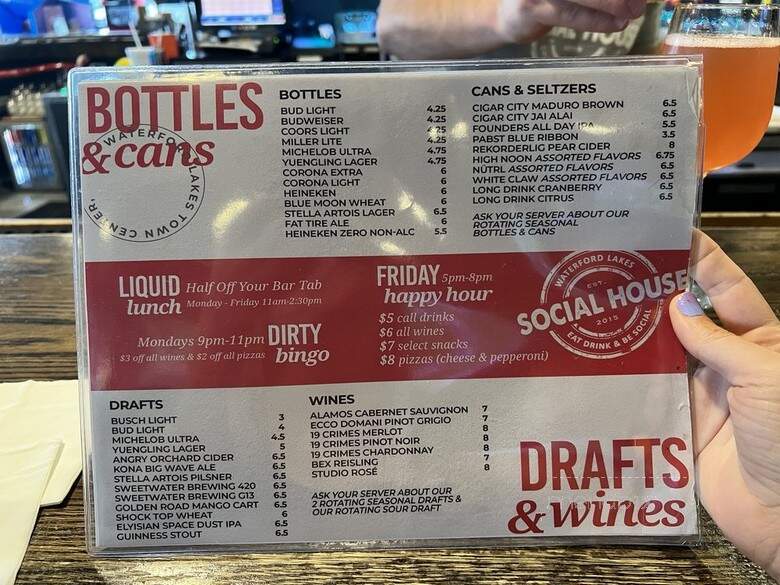 BOTTLES
& cans
WATERFORD LAKES TOWN CENTER,
BOTTLES
BUD LIGHT 4.25
BUDWEISER 4.25
COORS LIGHT 4.25
MILLER LITE 4.25
MICHELOB ULTRA 4.75
YUENGLING LAGER 4.75
CORONA EXTRA 6
CORONA LIGHT 6
HEINEKEN 6
BLUE MOON WHEAT 6
STELLA ARTOIS LAGER 6.5
FAT TIRE ALE 6
HEINEKEN ZERO NON-ALC 5.5
CANS & SELTZERS
CIGAR CITY MADURO BROWN 6.5
CIGAR CITY JAI ALAI 6.5
FOUNDERS ALL DAY IPA 5.5
PABST BLUE RIBBON 3.5
REKORDERLIG PEAR CIDER 8
HIGH NOON ASSORTED FLAVORS 6.75
NÜTRL ASSORTED FLAVORS 6.5
WHITE CLAW ASSORTED FLAVORS 6.5
LONG DRINK CRANBERRY 6.5
LONG DRINK CITRUS 6.5
ASK YOUR SERVER ABOUT OUR
ROTATING SEASONAL
BOTTLES & CANS
LIQUID
lunch
Half Off Your Bar Tab
Monday - Friday 11am-2:30pm
Mondays 9pm-11pm
$3 off all wines & $2 off all pizzas
DIRTY
bingo
FRIDAY 5pm-8pm
happy hour
$5 call drinks
$6 all wines
$7 select snacks
$8 pizzas (cheese & pepperoni)
WATERFORD LAKES
EST.
SOCIAL HOUSE
2015
EAT DRINK & BE SOCIAL
DRAFTS
BUSCH LIGHT 3
BUD LIGHT 4
MICHELOB ULTRA 4.5
YUENGLING LAGER 5
ANGRY ORCHARD CIDER 6.5
KONA BIG WAVE ALE 6.5
STELLA ARTOIS PILSNER 6.5
SWEETWATER BREWING 420 6.5
SWEETWATER BREWING G13 6.5
GOLDEN ROAD MANGO CART 6.5
SHOCK TOP WHEAT 6
ELYSIAN SPACE DUST IPA 6.5
GUINNESS STOUT 6.5
WINES
ALAMOS CABERNET SAUVIGNON 7
ECCO DOMANI PINOT GRIGIO 7
19 CRIMES MERLOT 8
19 CRIMES PINOT NOIR 8
19 CRIMES CHARDONNAY 8
BEX REISLING 7
STUDIO ROSÉ 8
ASK YOUR SERVER ABOUT OUR
2 ROTATING SEASONAL DRAFTS &
OUR ROTATING SOUR DRAFT
DRAFTS
& wines